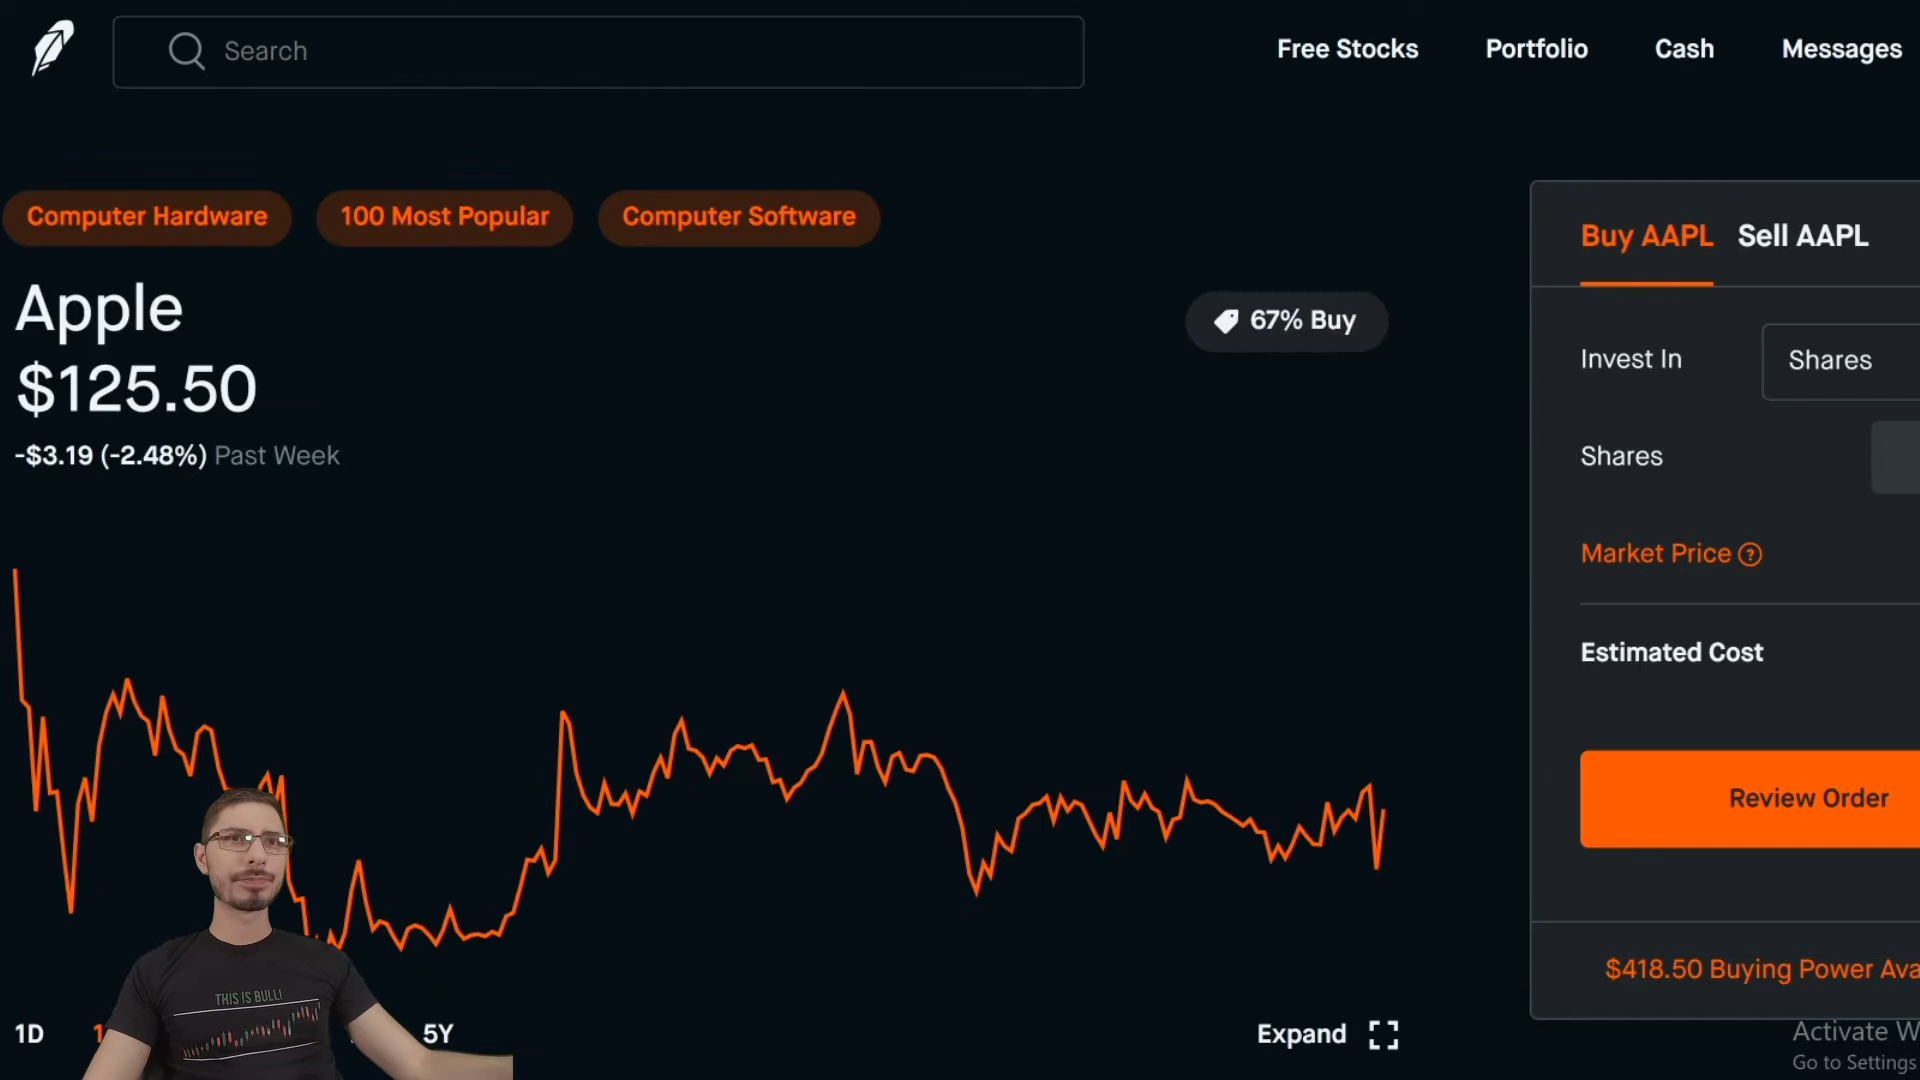 Search
Free Stocks
Portfolio
Cash
Messages
Computer Hardware
100 Most Popular
Computer Software
Apple
$125.50
-$3.19 (-2.48%) Past Week
67% Buy
Buy AAPL
Sell AAPL
Invest In
Shares
Shares
Market Price
Estimated Cost
Review Order
$418.50 Buying Power Ava
THIS IS BULL!
1D
5Y
Expand
Activate W
Go to Settings